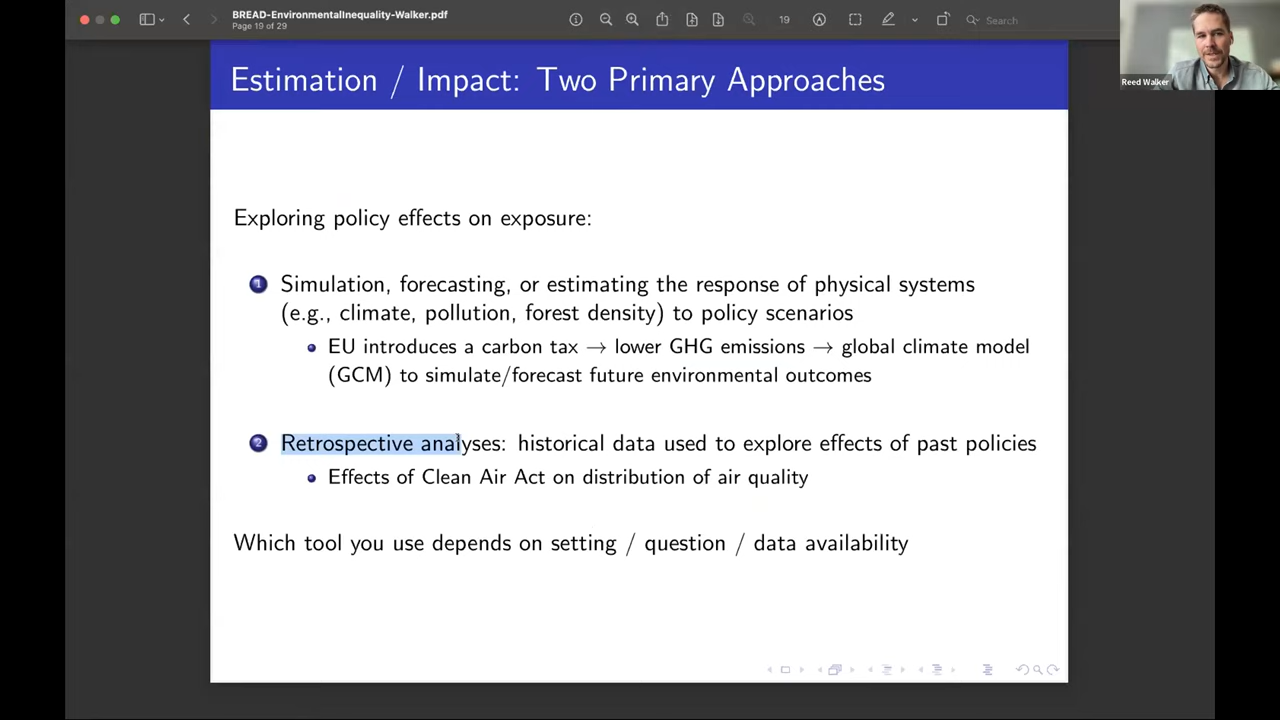 BREAD-EnvironmentalInequality-Walker.pdf
Page 19 of 29
19
Search
Reed Walker
Estimation / Impact: Two Primary Approaches
Exploring policy effects on exposure:
1 Simulation, forecasting, or estimating the response of physical systems
(e.g., climate, pollution, forest density) to policy scenarios
• EU introduces a carbon tax → lower GHG emissions → global climate model
(GCM) to simulate/forecast future environmental outcomes
2 Retrospective analyses: historical data used to explore effects of past policies
• Effects of Clean Air Act on distribution of air quality
Which tool you use depends on setting / question / data availability